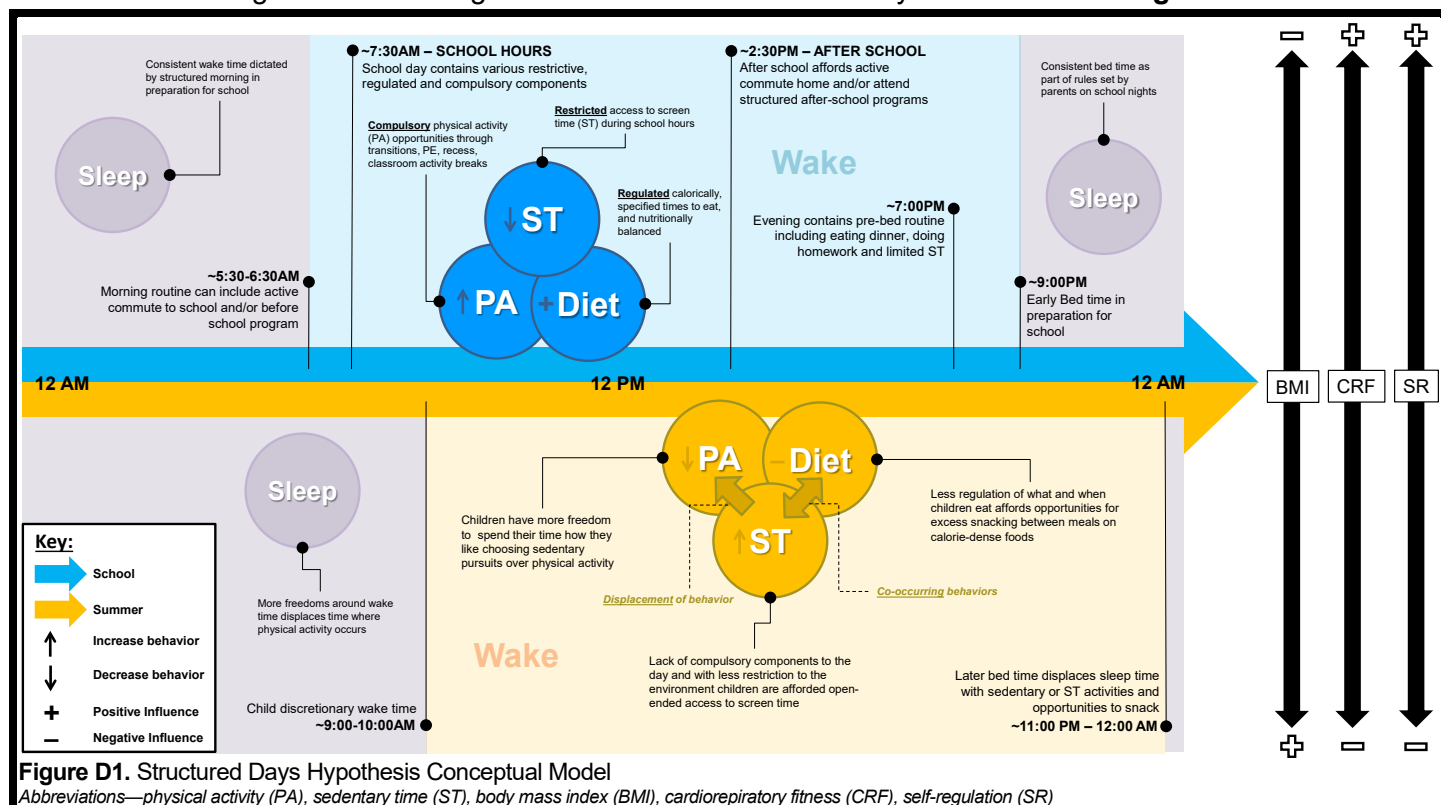 Consistent wake time dictated
by structured morning in
preparation for school
Sleep
~5:30-6:30AM
Morning routine can include active
commute to school and/or before
school program
~7:30AM – SCHOOL HOURS
School day contains various restrictive,
regulated and compulsory components
Compulsory physical activity
(PA) opportunities through
transitions, PE, recess,
classroom activity breaks
Restricted access to screen
time (ST) during school hours
Regulated calorically,
specified times to eat,
and nutritionally
balanced
↓ ST
↑ PA
+ Diet
~2:30PM – AFTER SCHOOL
After school affords active
commute home and/or attend
structured after-school programs
Wake
~7:00PM
Evening contains pre-bed routine
including eating dinner, doing
homework and limited ST
Consistent bed time as
part of rules set by
parents on school nights
Sleep
~9:00PM
Early Bed time in
preparation for
school
12 AM
12 PM
12 AM
– + +
BMI CRF SR
+ – –
Sleep
More freedoms around wake
time displaces time where
physical activity occurs
Child discretionary wake time
~9:00-10:00AM
Children have more freedom
to spend their time how they
like choosing sedentary
pursuits over physical activity
↓ PA
– Diet
↑ ST
Displacement of behavior
Co-occurring behaviors
Less regulation of what and when
children eat affords opportunities for
excess snacking between meals on
calorie-dense foods
Wake
Lack of compulsory components to the
day and with less restriction to the
environment children are afforded open-
ended access to screen time
Later bed time displaces sleep time
with sedentary or ST activities and
opportunities to snack
~11:00 PM – 12:00 AM
Key:
School
Summer
↑ Increase behavior
↓ Decrease behavior
+ Positive Influence
– Negative Influence
Figure D1. Structured Days Hypothesis Conceptual Model
Abbreviations—physical activity (PA), sedentary time (ST), body mass index (BMI), cardiorepiratory fitness (CRF), self-regulation (SR)